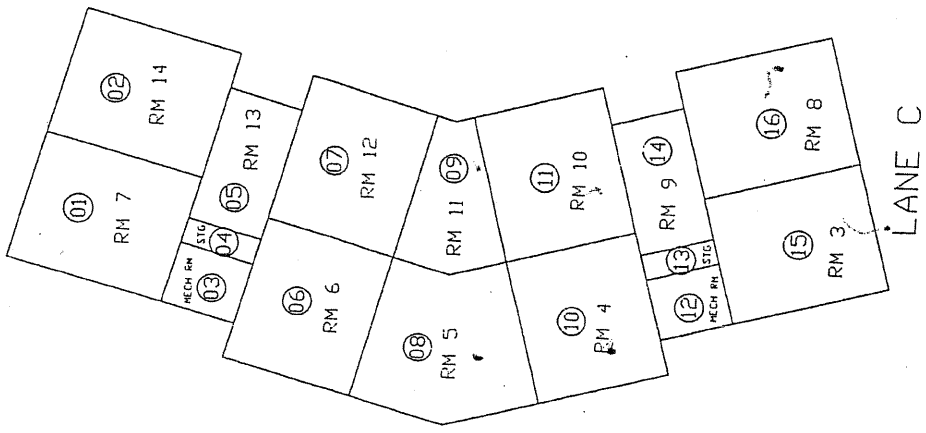 01
RM 7
02
RM 14
MECH RM
03
STG
04
05
RM 13
06
RM 6
07
RM 12
08
RM 5
09
RM 11
10
RM 4
11
RM 10
MECH RM
12
STG
13
14
RM 9
15
RM 3
16
RM 8
LANE C